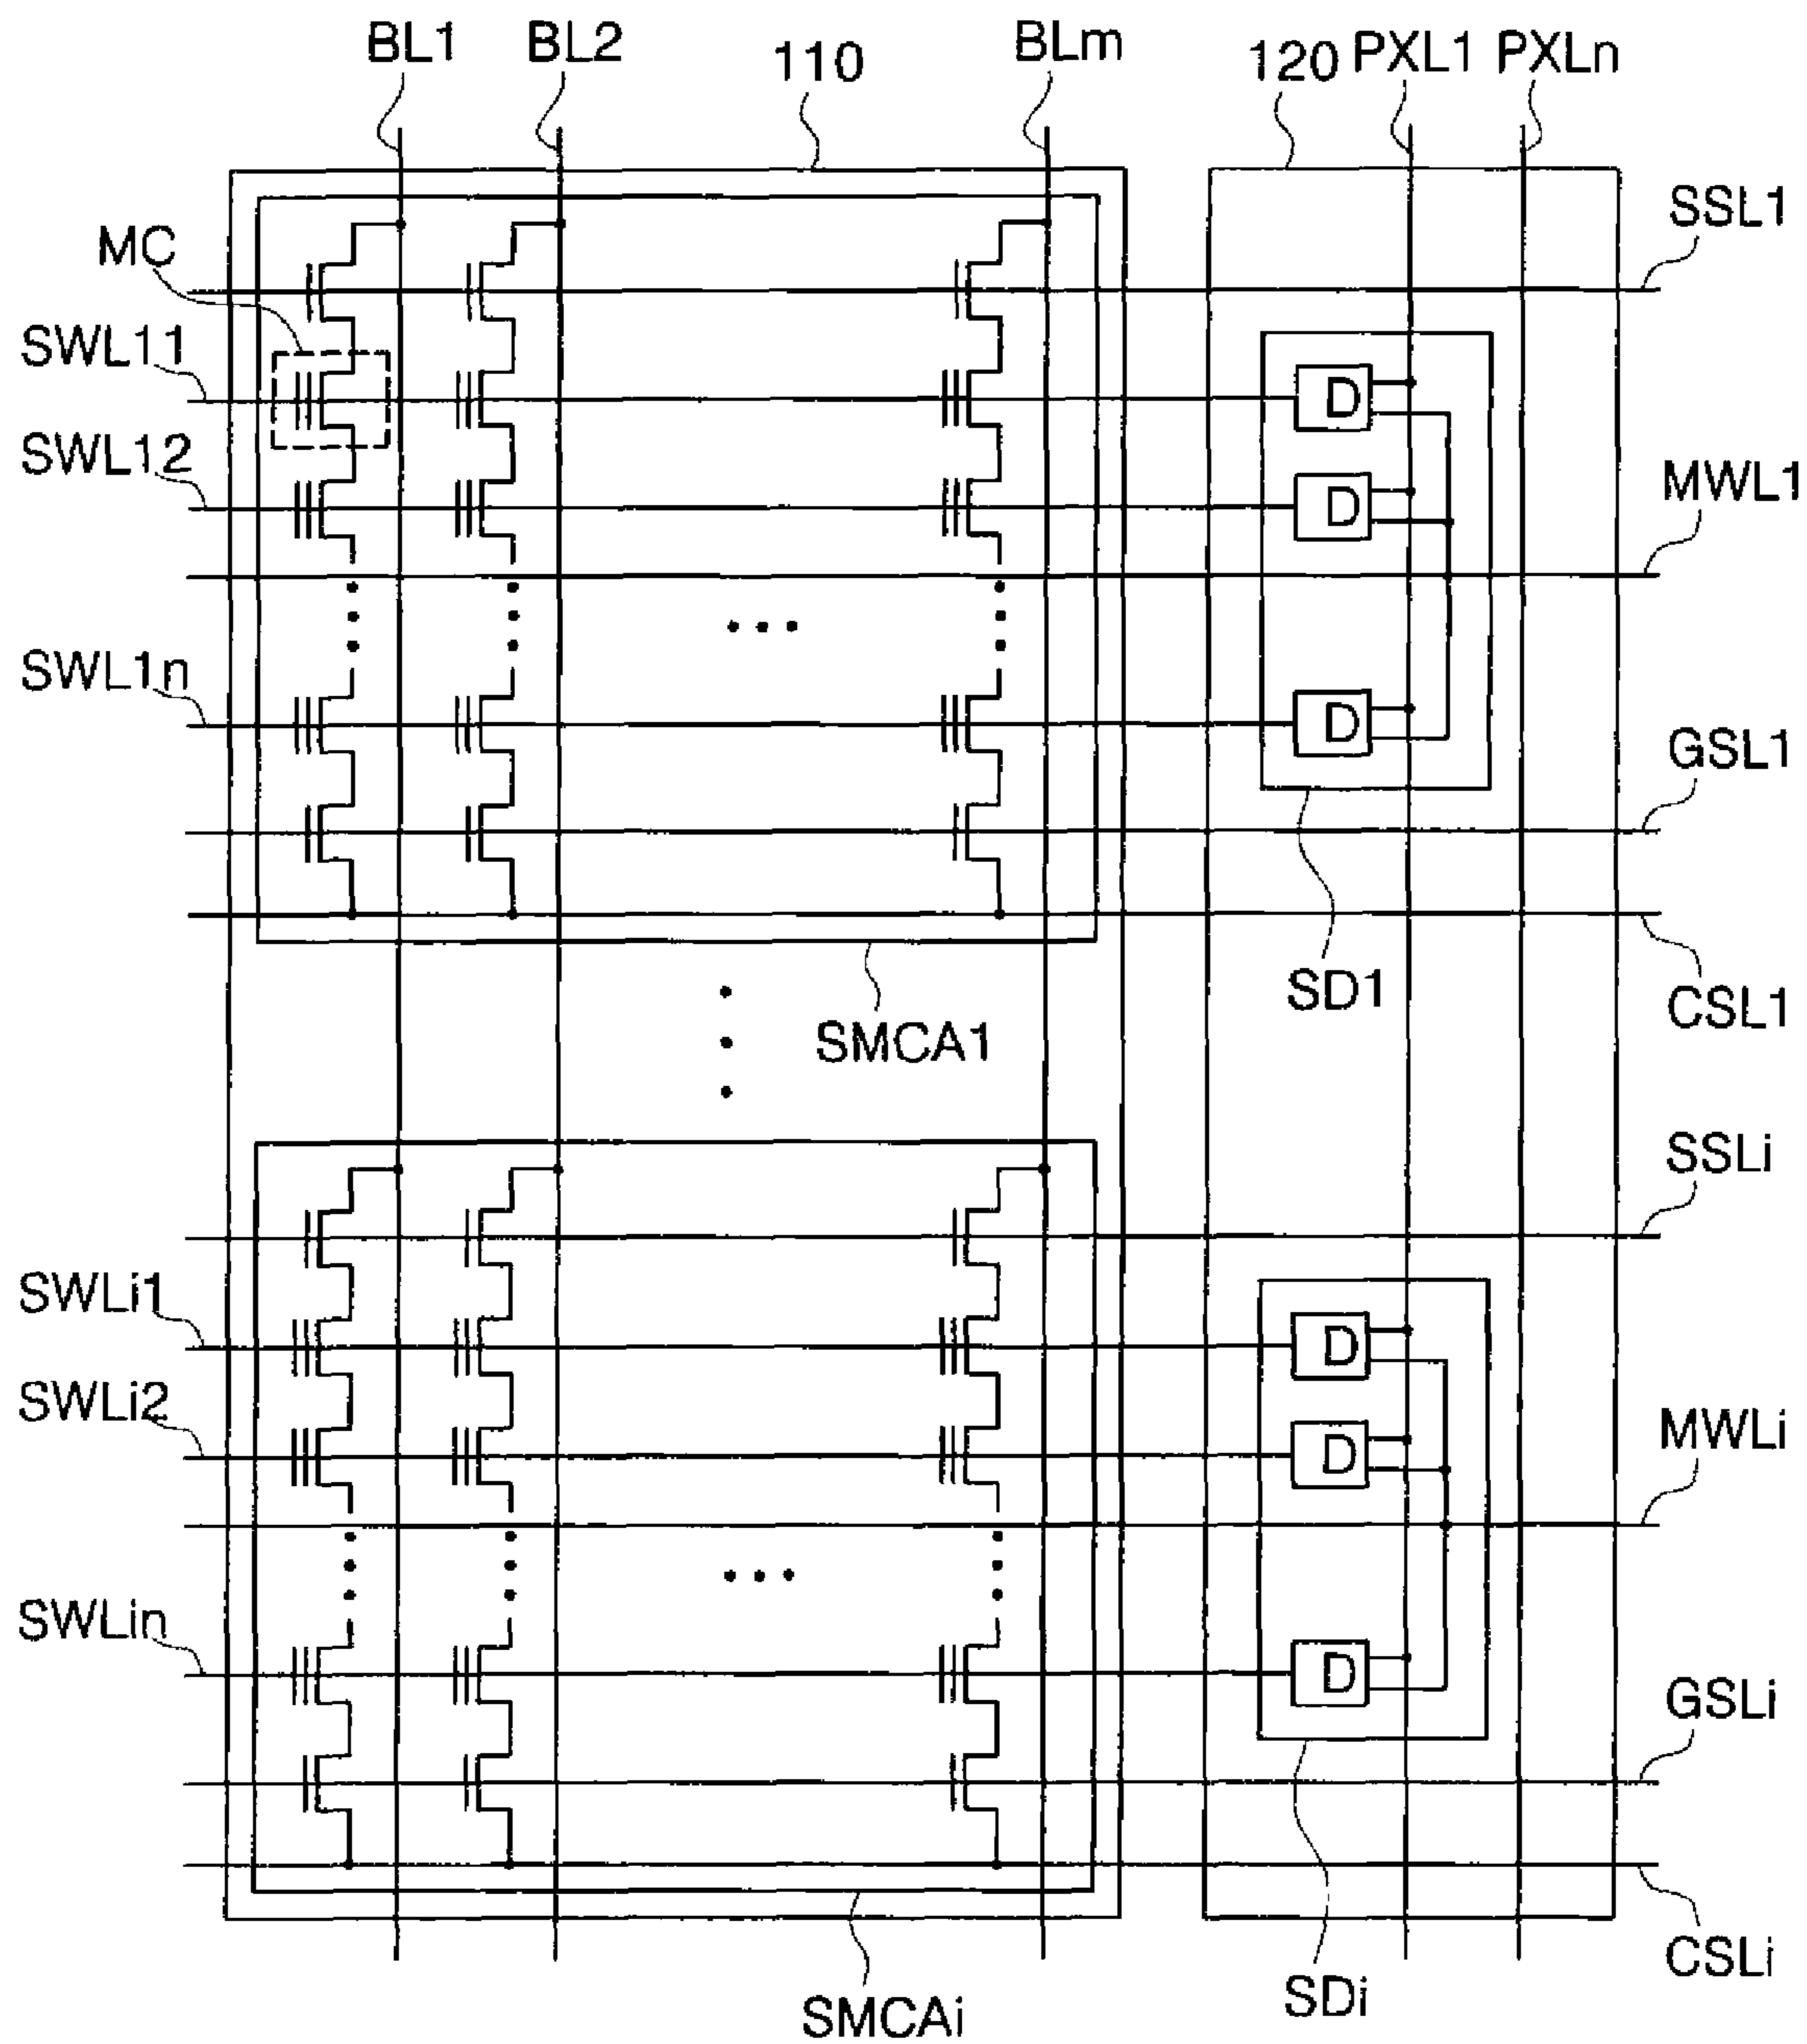 BL1 BL2 110 BLm 120 PXL1 PXLn
SSL1
MC
SWL11
D
SWL12
MWL1
D
SWL1n
D
GSL1
SD1
CSL1
SMCA1
SSLi
SWLi1
D
SWLi2
MWLi
D
SWLin
D
GSLi
CSLi
SDi
SMCAi